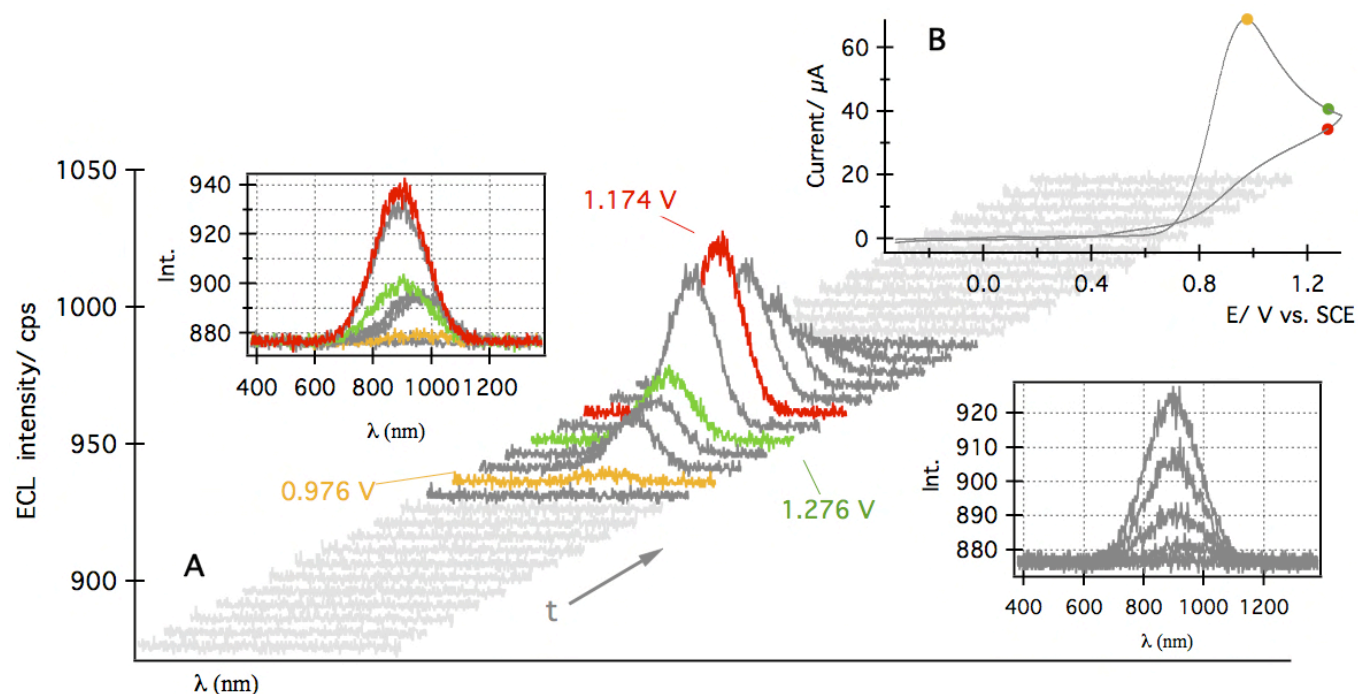 ECL intensity/ cps
1050
1000
950
900
Int.
940
920
900
880
400 600 800 1000 1200
λ (nm)
1.174 V
0.976 V
1.276 V
A
t
λ (nm)
B
Current/ μA
60
40
20
0
0.0 0.4 0.8 1.2
E/ V vs. SCE
Int.
920
910
900
890
880
400 600 800 1000 1200
λ (nm)